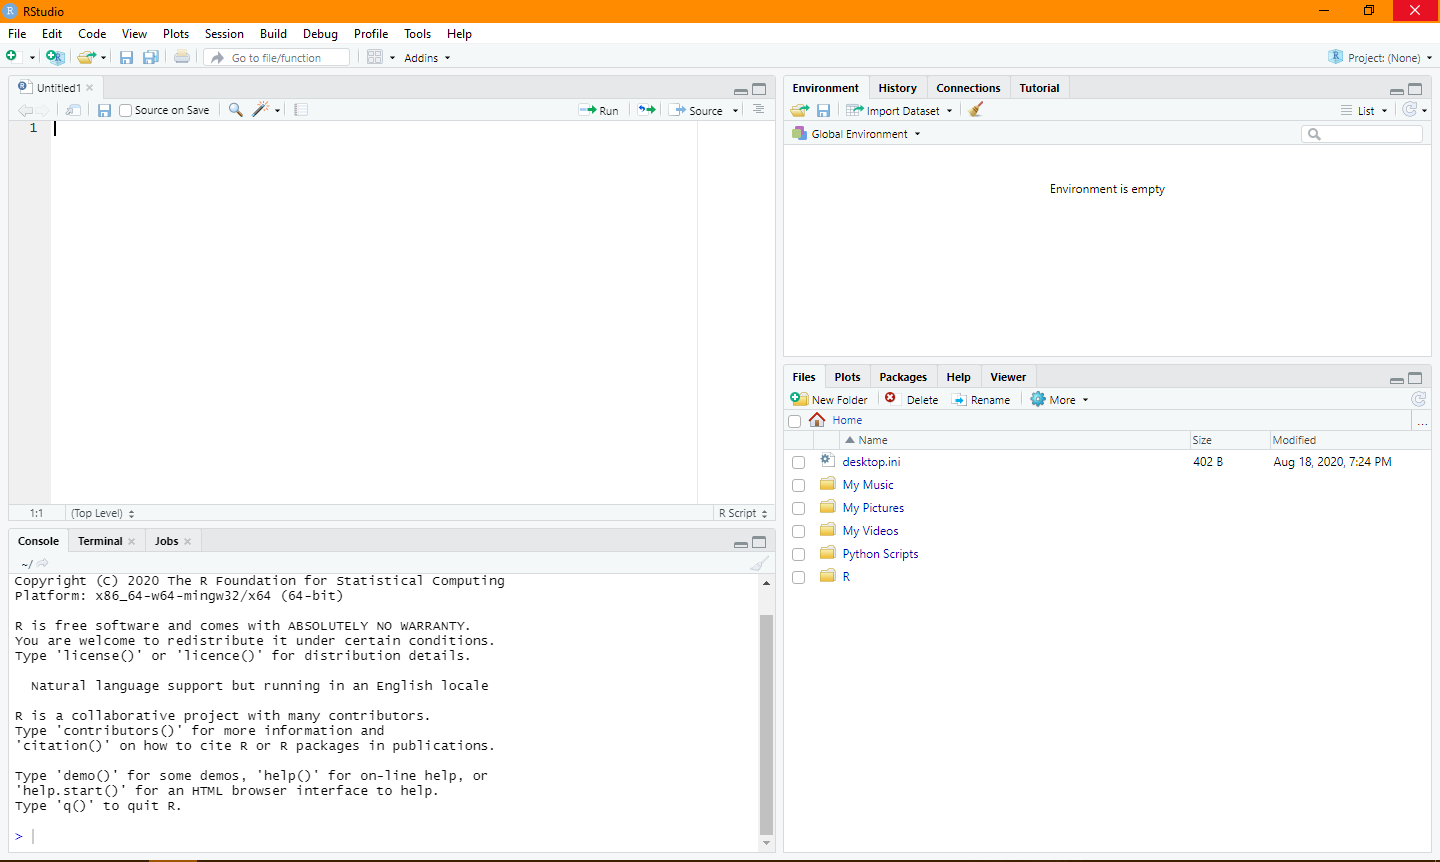 RStudio
File Edit Code View Plots Session Build Debug Profile Tools Help
Go to file/function Addins Project: (None)
Untitled1
Source on Save Run Source
1
1:1 (Top Level) R Script
Console Terminal Jobs
~/
Copyright (C) 2020 The R Foundation for Statistical Computing
Platform: x86_64-w64-mingw32/x64 (64-bit)
R is free software and comes with ABSOLUTELY NO WARRANTY.
You are welcome to redistribute it under certain conditions.
Type 'license()' or 'licence()' for distribution details.
Natural language support but running in an English locale
R is a collaborative project with many contributors.
Type 'contributors()' for more information and
'citation()' on how to cite R or R packages in publications.
Type 'demo()' for some demos, 'help()' for on-line help, or
'help.start()' for an HTML browser interface to help.
Type 'q()' to quit R.
>
Environment History Connections Tutorial
Import Dataset List
Global Environment
Environment is empty
Files Plots Packages Help Viewer
New Folder Delete Rename More
Home ...
Name Size Modified
desktop.ini 402 B Aug 18, 2020, 7:24 PM
My Music
My Pictures
My Videos
Python Scripts
R